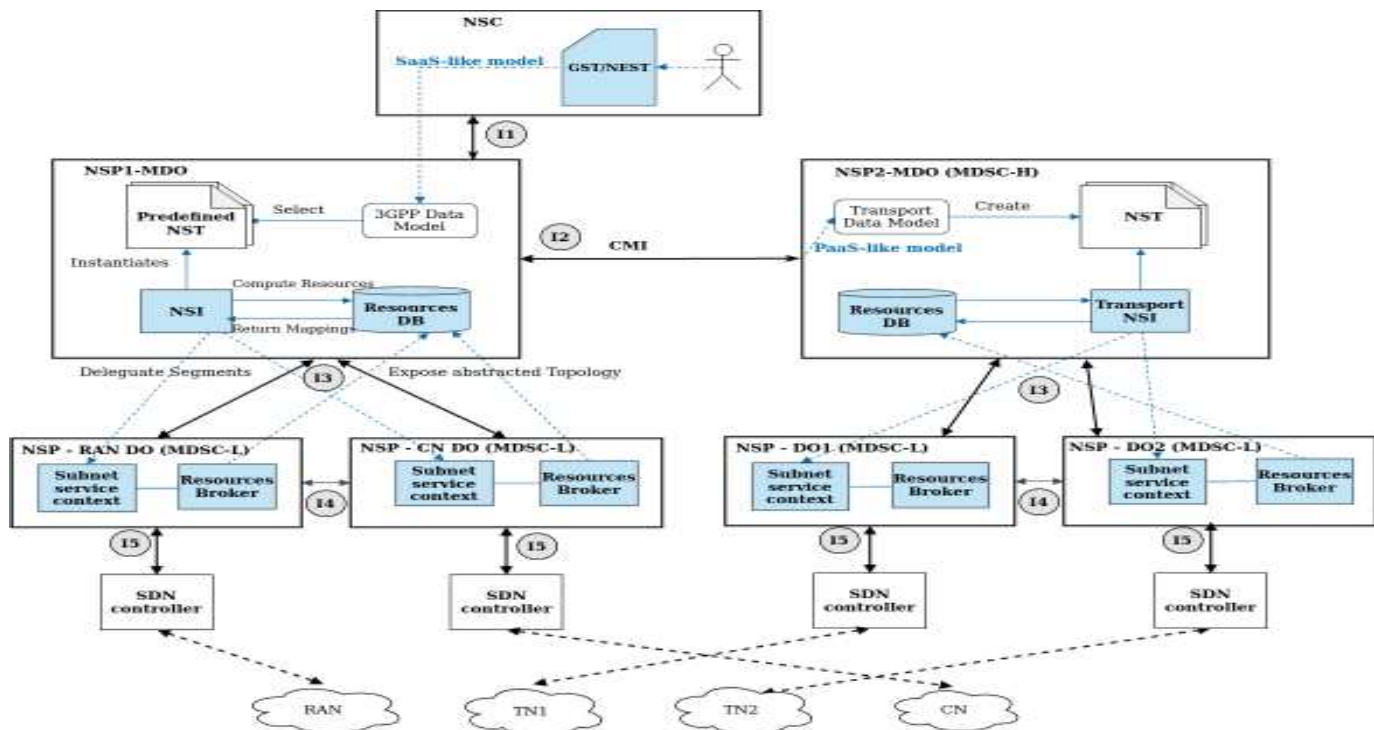 NSC
SaaS-like model
GST/NEST
I1
NSP1-MDO
Predefined
NST
Select
3GPP Data
Model
Instantiates
NSI
Compute Resources
Return Mappings
Resources
DB
I2
CMI
NSP2-MDO (MDSC-H)
Transport
Data Model
Create
NST
PaaS-like model
Resources
DB
Transport
NSI
Deleguate Segments
I3
Expose abstracted Topology
I3
NSP - RAN DO (MDSC-L)
Subnet
service
context
Resources
Broker
I4
NSP - CN DO (MDSC-L)
Subnet
service
context
Resources
Broker
NSP - DO1 (MDSC-L)
Subnet
service
context
Resources
Broker
I4
NSP - DO2 (MDSC-L)
Subnet
service
context
Resources
Broker
I5
I5
I5
I5
SDN
controller
SDN
controller
SDN
controller
SDN
controller
RAN
TN1
TN2
CN